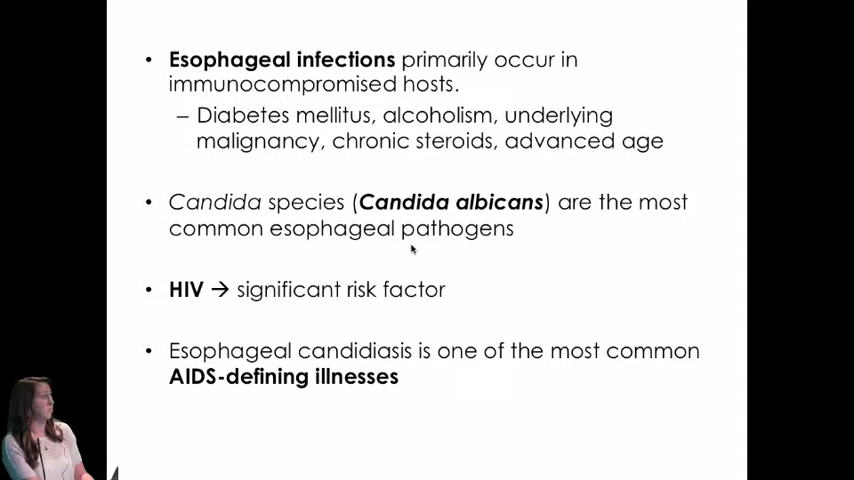 • Esophageal infections primarily occur in
immunocompromised hosts.
– Diabetes mellitus, alcoholism, underlying
malignancy, chronic steroids, advanced age
• Candida species (Candida albicans) are the most
common esophageal pathogens
• HIV → significant risk factor
• Esophageal candidiasis is one of the most common
AIDS-defining illnesses